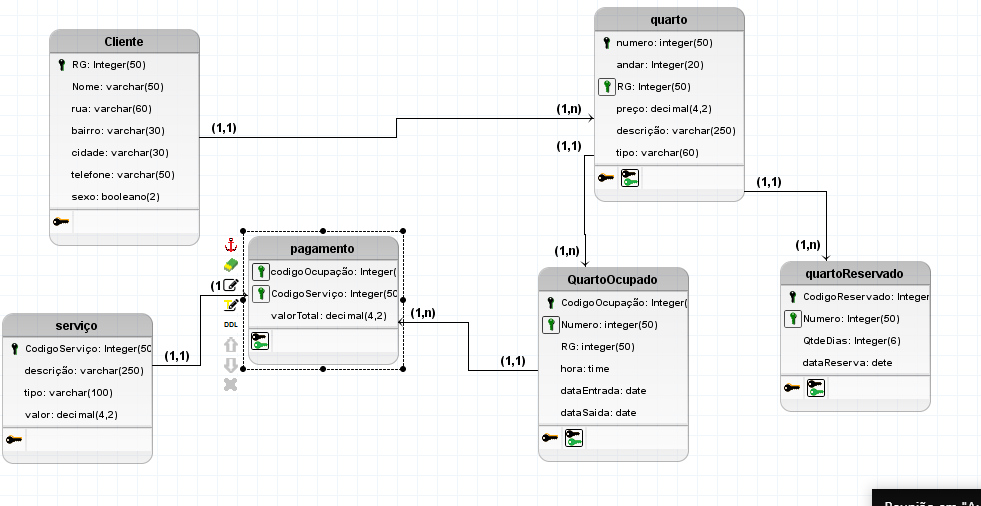 Cliente
RG: Integer(50)
Nome: varchar(50)
rua: varchar(60)
bairro: varchar(30)
cidade: varchar(30)
telefone: varchar(50)
sexo: booleano(2)
(1,1)
(1,n)
quarto
numero: integer(50)
andar: Integer(20)
RG: Integer(50)
preço: decimal(4,2)
descrição: varchar(250)
tipo: varchar(60)
(1,1)
(1,n)
(1,1)
(1,n)
pagamento
codigoOcupação: Integer(
CodigoServiço: Integer(50
valorTotal: decimal(4,2)
DDL
(1
(1,n)
(1,1)
serviço
CodigoServiço: Integer(50
descrição: varchar(250)
tipo: varchar(100)
valor: decimal(4,2)
(1,1)
QuartoOcupado
CodigoOcupação: Integer(
Numero: integer(50)
RG: integer(50)
hora: time
dataEntrada: date
dataSaida: date
quartoReservado
CodigoReservado: Integer
Numero: Integer(50)
QtdeDias: Integer(6)
dataReserva: dete